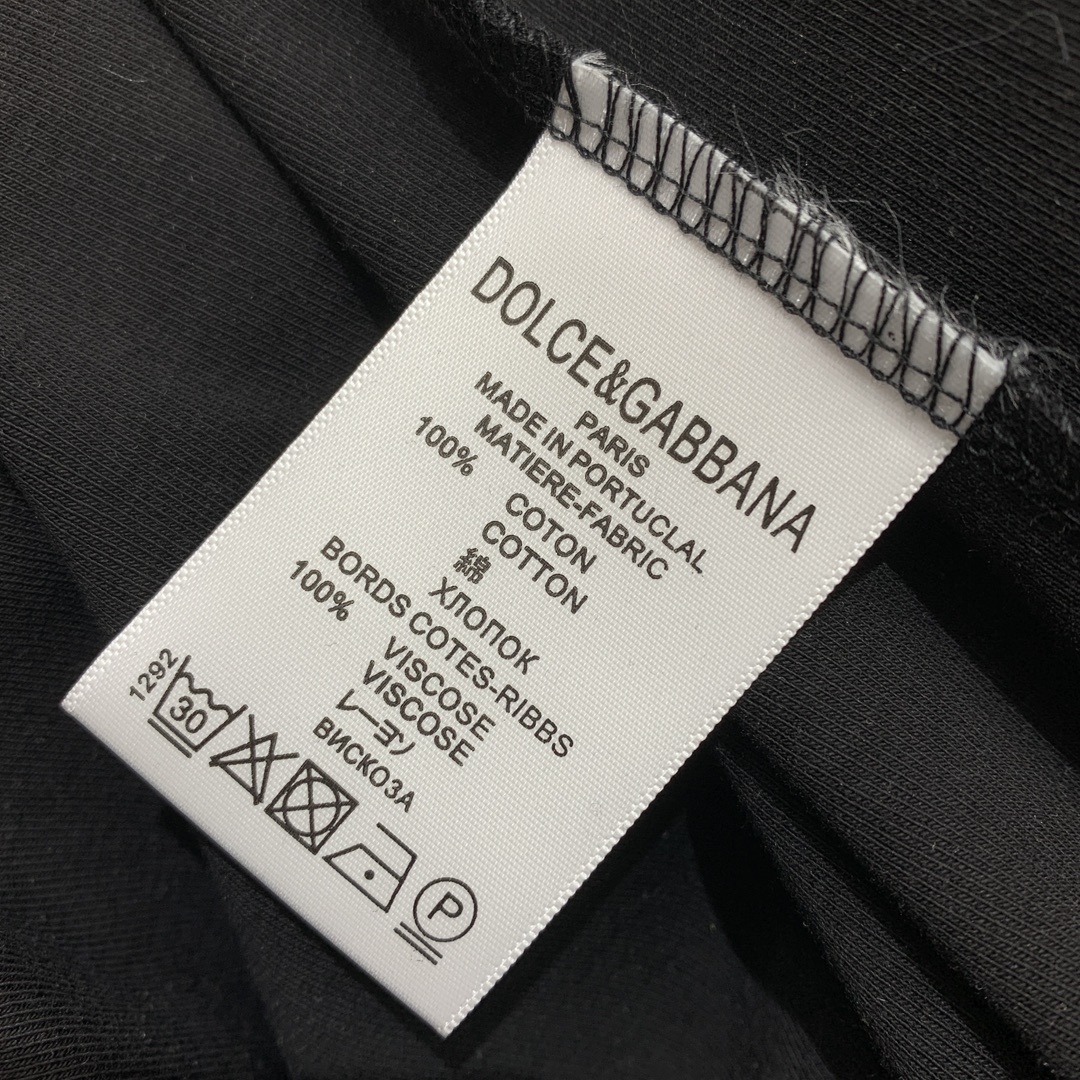 DOLCE&GABBANA
PARIS
MADE IN PORTUCLAL
MATIERE-FABRIC
100%
COTON
COTTON
綿
ХЛОПОК
BORDS COTES-RIBBS
100%
VISCOSE
VISCOSE
レーヨン
ВИСКОЗА
1292
30
P